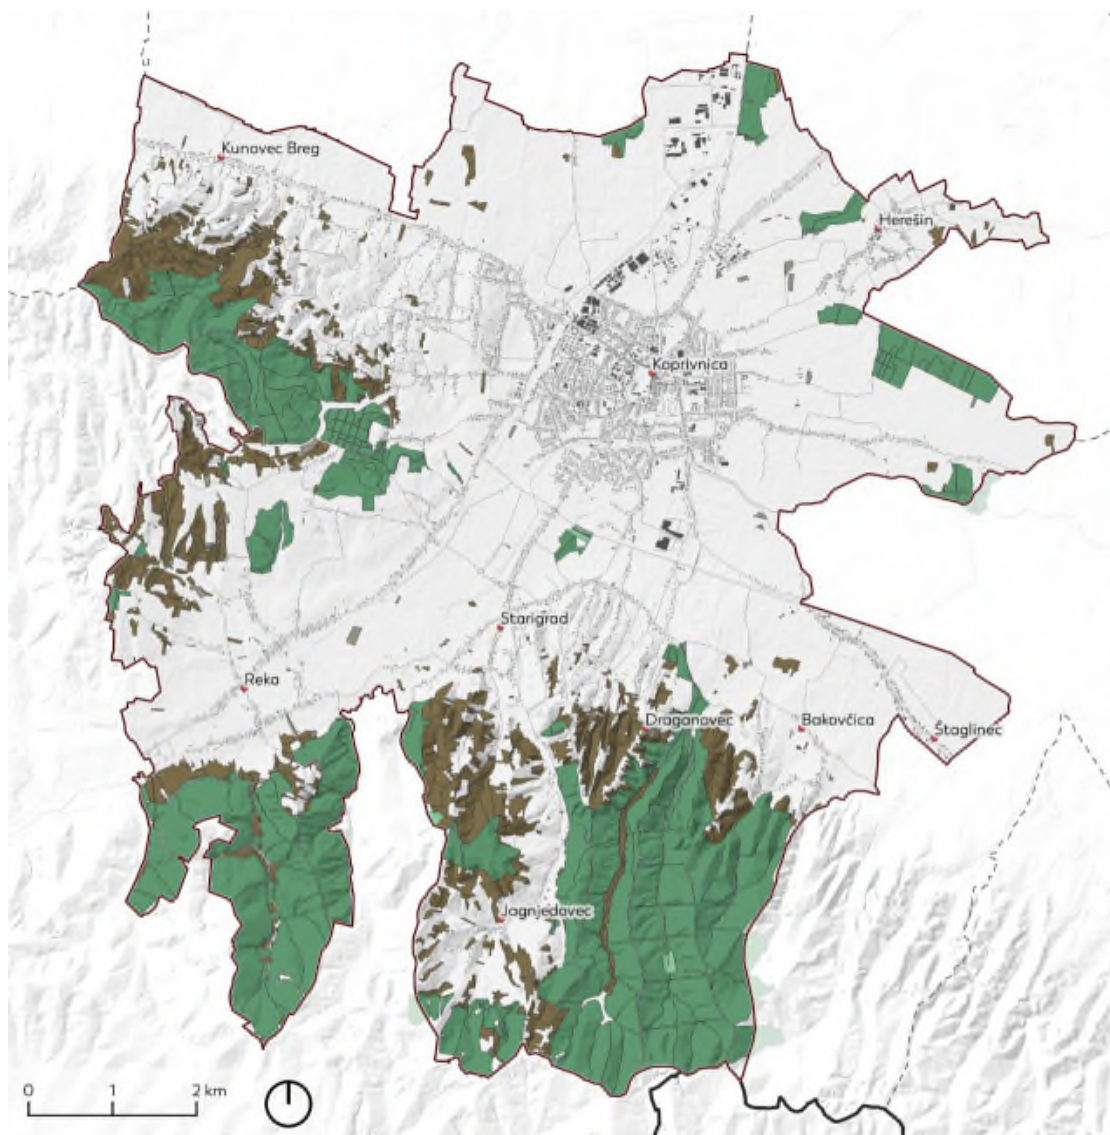 Kunovec Breg
Herešin
Koprivnica
Starigrad
Reka
Draganovec
Bakovčica
Štaglinec
Jagnjedovec
0 1 2 km